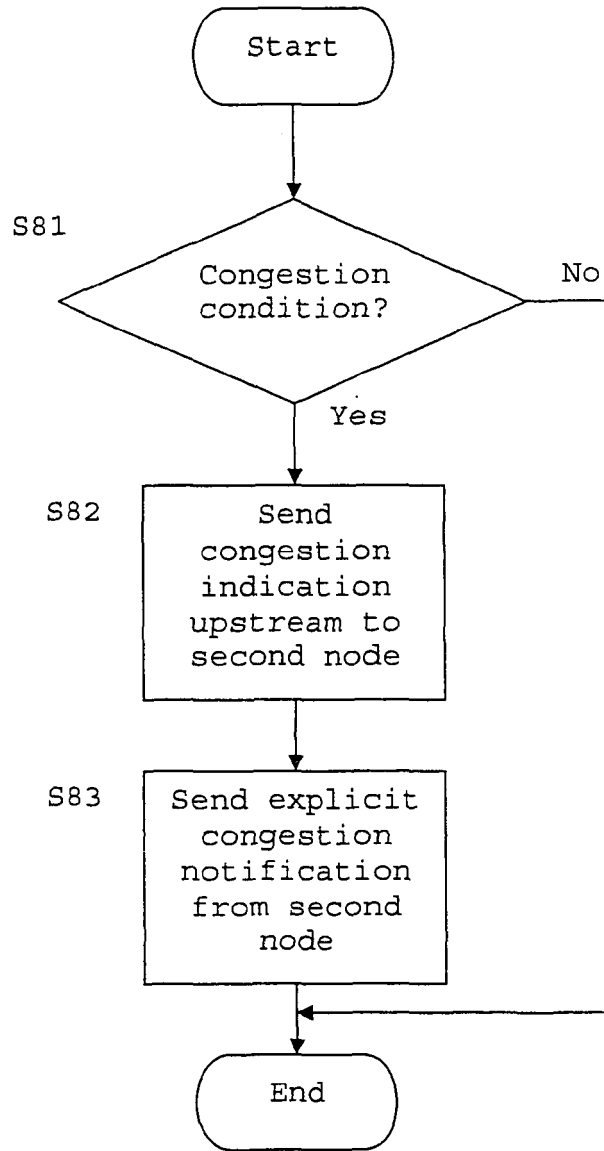 Start
S81
Congestion
condition?
No
Yes
S82
Send
congestion
indication
upstream to
second node
S83
Send explicit
congestion
notification
from second
node
End